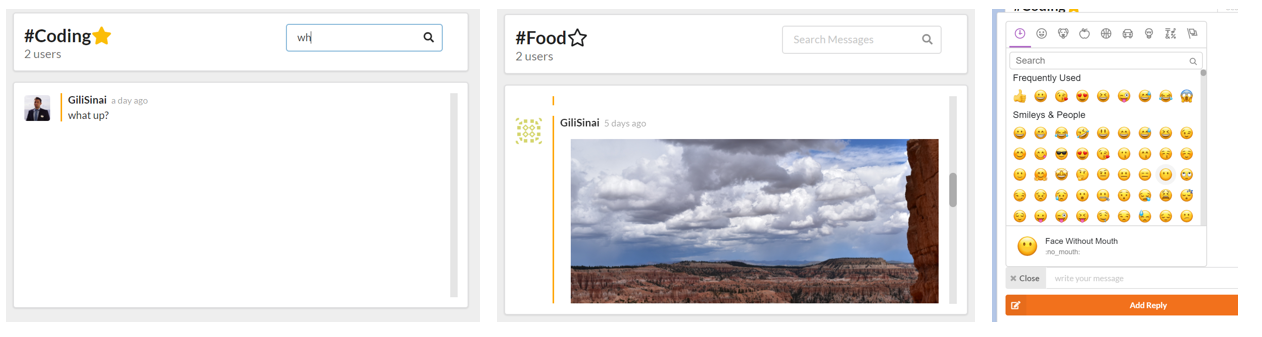 #Coding
2 users
wh
GiliSinai a day ago
what up?
#Food
2 users
Search Messages
GiliSinai 5 days ago
#Coding
Search
Frequently Used
Smileys & People
Face Without Mouth
:no_mouth:
Close
write your message
Add Reply